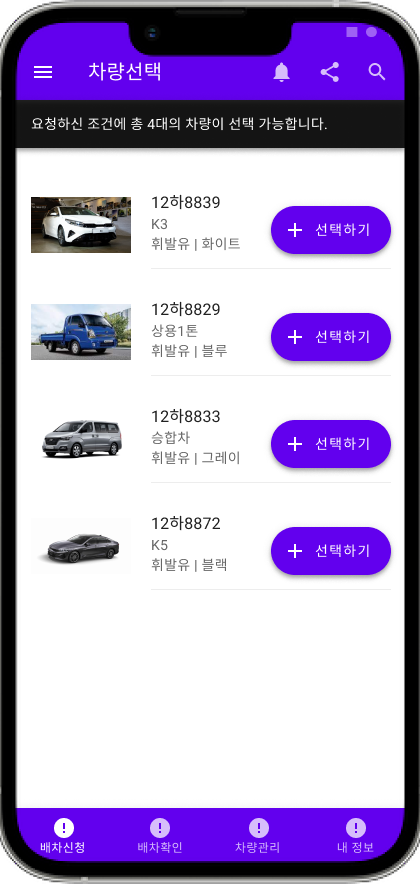 차량선택
요청하신 조건에 총 4대의 차량이 선택 가능합니다.
12하8839
K3
휘발유 | 화이트
선택하기
12하8829
상용1톤
휘발유 | 블루
선택하기
12하8833
승합차
휘발유 | 그레이
선택하기
12하8872
K5
휘발유 | 블랙
선택하기
배차신청
배차확인
차량관리
내 정보